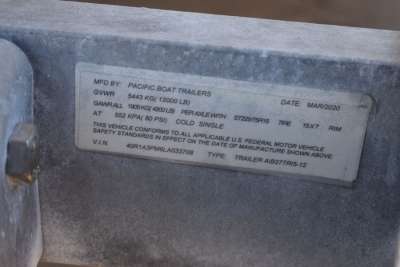 MFD BY: PACIFIC BOAT TRAILERS DATE: MAR/2020
GVWR 5443 KG( 12000 LB)
GAWR ALL 1905 KG( 4200 LB) PER AXLE WITH ST225/75R15 TIRE 15X7 RIM
AT 552 KPA( 80 PSI) COLD SINGLE
THIS VEHICLE CONFORMS TO ALL APPLICABLE U.S. FEDERAL MOTOR VEHICLE
SAFETY STANDARDS IN EFFECT ON THE DATE OF MANUFACTURE SHOWN ABOVE
V.I.N. TYPE: TRAILER